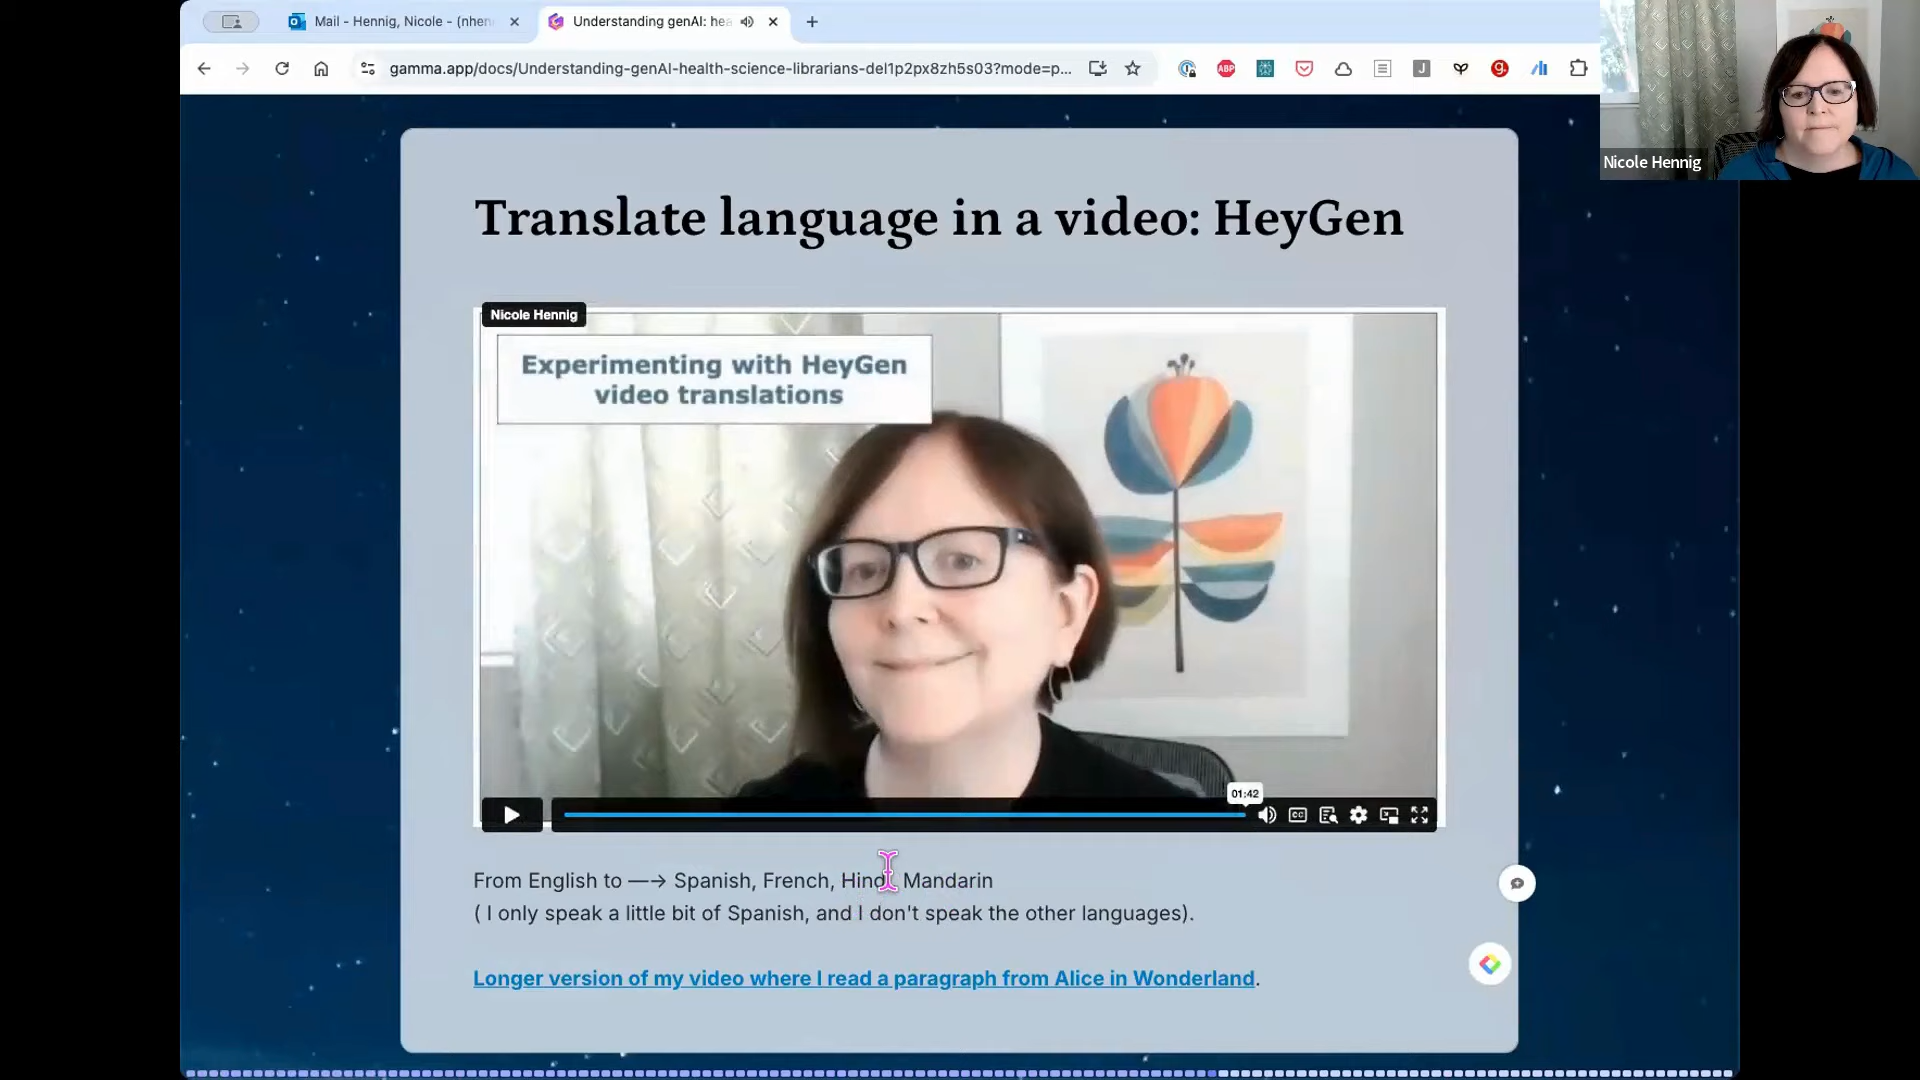 Mail - Hennig, Nicole - (nhen
Understanding genAI: hea
gamma.app/docs/Understanding-genAI-health-science-librarians-del1p2px8zh5s03?mode=p...
ABP
J
g.
Nicole Hennig
Translate language in a video: HeyGen
Nicole Hennig
Experimenting with HeyGen
video translations
01:42
CC
From English to —→ Spanish, French, Hindi, Mandarin
( I only speak a little bit of Spanish, and I don't speak the other languages).
Longer version of my video where I read a paragraph from Alice in Wonderland.